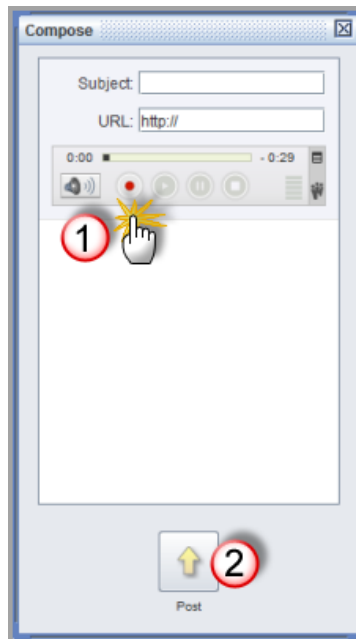 Compose
Subject:
URL: http://
0:00 - 0:29
1
2
Post